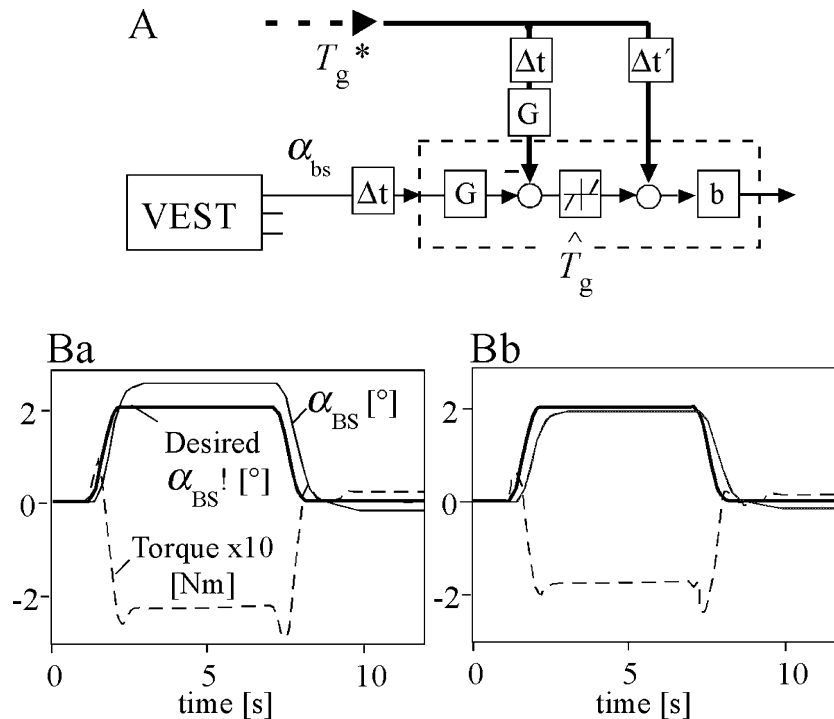 A
T_g*
Δt
Δt′
G
α_bs
VEST
Δt
G
−
b
T̂_g
Ba
Bb
2
0
-2
α_BS [°]
Desired
α_BS! [°]
Torque x10
[Nm]
0
5
10
time [s]
2
0
-2
0
5
10
time [s]